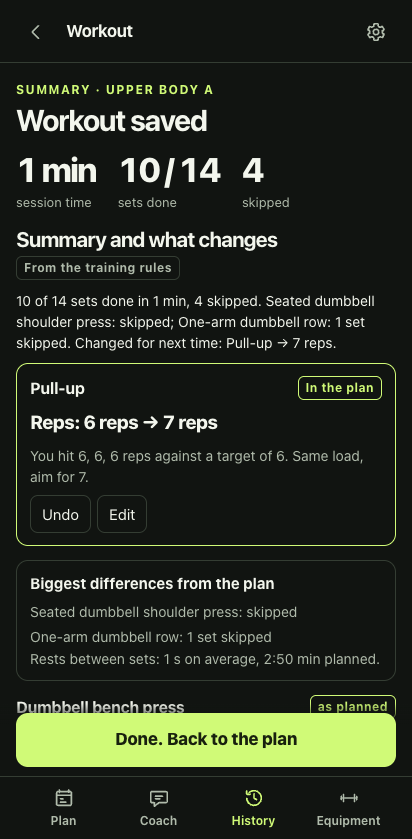 Workout
SUMMARY · UPPER BODY A
Workout saved
1 min 10/14 4
session time sets done skipped
Summary and what changes
From the training rules
10 of 14 sets done in 1 min, 4 skipped. Seated dumbbell
shoulder press: skipped; One-arm dumbbell row: 1 set
skipped. Changed for next time: Pull-up → 7 reps.
Pull-up In the plan
Reps: 6 reps → 7 reps
You hit 6, 6, 6 reps against a target of 6. Same load,
aim for 7.
Undo Edit
Biggest differences from the plan
Seated dumbbell shoulder press: skipped
One-arm dumbbell row: 1 set skipped
Rests between sets: 1 s on average, 2:50 min planned.
Dumbbell bench press as planned
Done. Back to the plan
Plan Coach History Equipment